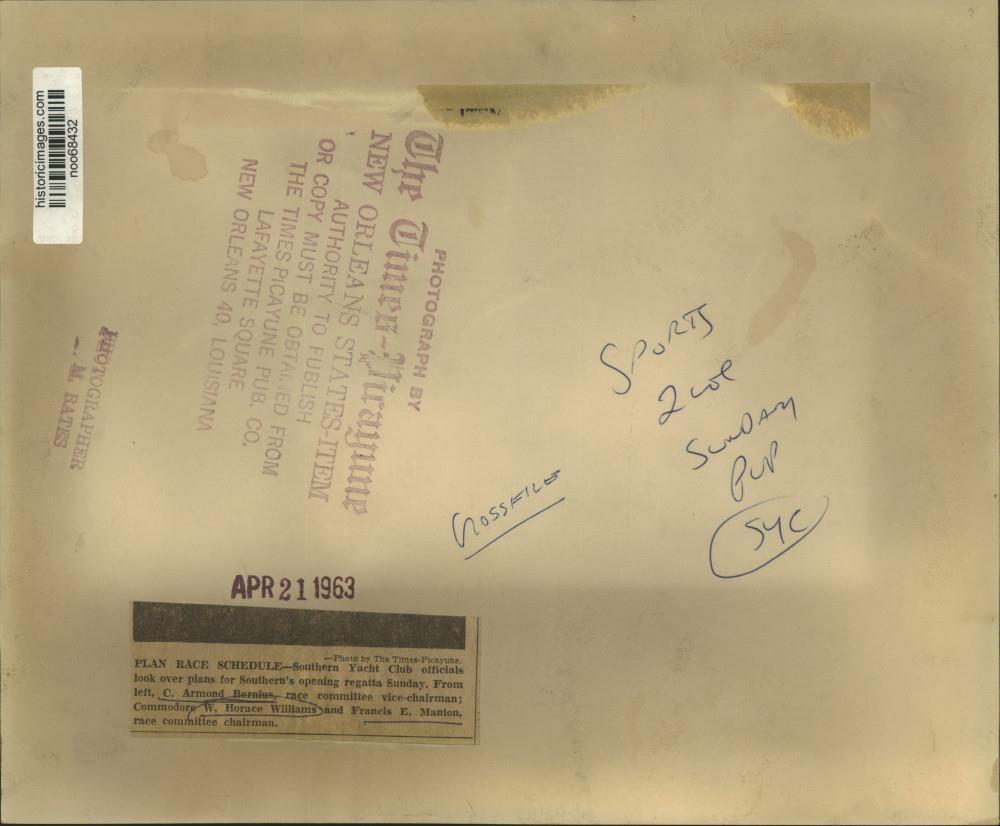 historicimages.com
noo68432
PHOTOGRAPH BY
The Times-Picayune
NEW ORLEANS STATES-ITEM
AUTHORITY TO PUBLISH
OR COPY MUST BE OBTAINED FROM
THE TIMES-PICAYUNE PUB. CO.
LAFAYETTE SQUARE
NEW ORLEANS 40, LOUISIANA
PHOTOGRAPHER
M. BATES
SPORTS
2 COL
SUNDAY
PUP
SYC
CROSSFILE
APR 21 1963
—Photo by The Times-Picayune.
PLAN RACE SCHEDULE—Southern Yacht Club officials
look over plans for Southern's opening regatta Sunday. From
left, C. Armond Bernius, race committee vice-chairman;
Commodore W. Horace Williams and Francis E. Manion,
race committee chairman.